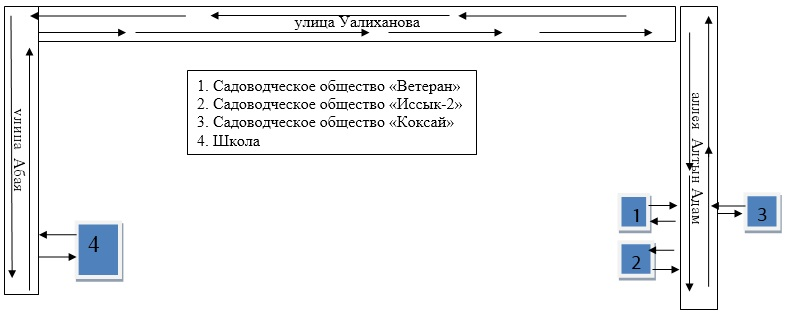 улица Уалиханова
1. Садоводческое общество «Ветеран»
2. Садоводческое общество «Иссык-2»
3. Садоводческое общество «Коксай»
4. Школа
улица Абая
аллея Алтын Адам
1
3
4
2